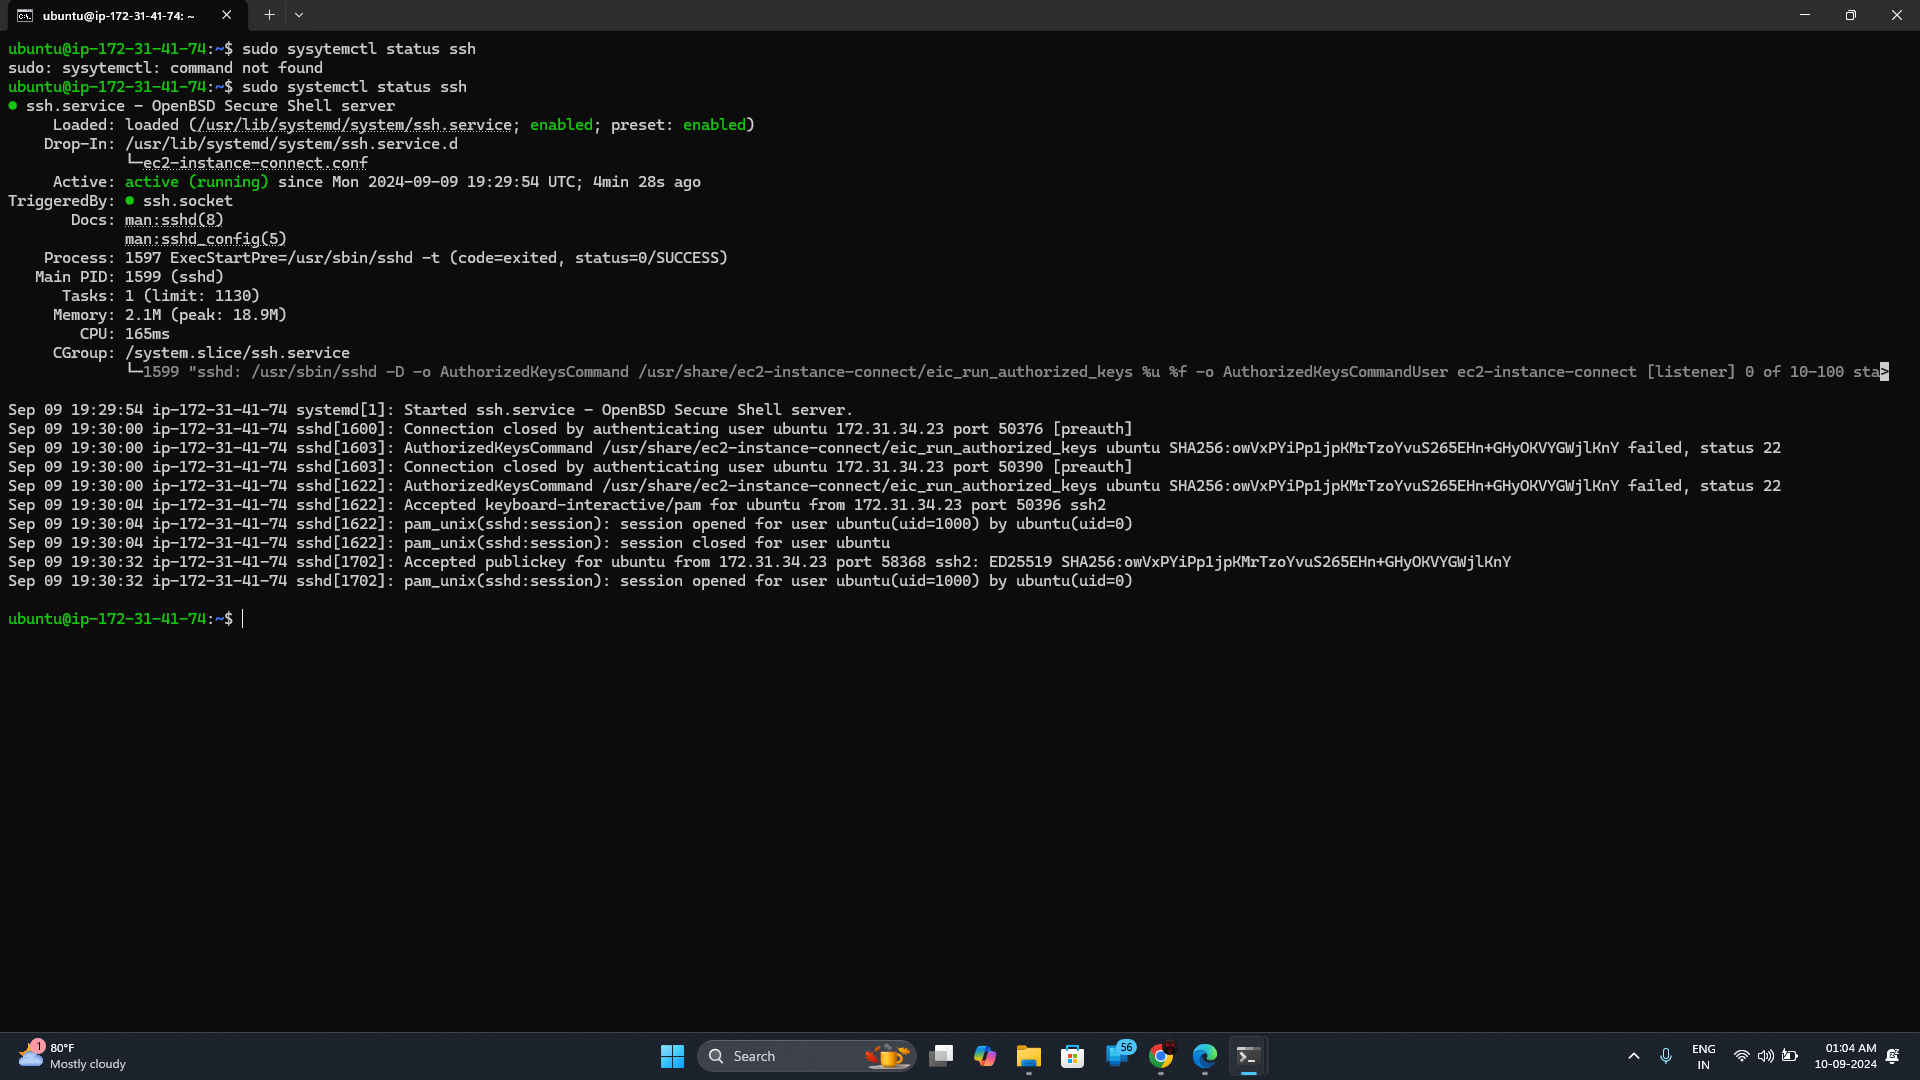 ubuntu@ip-172-31-41-74: ~
ubuntu@ip-172-31-41-74:~$ sudo sysytemctl status ssh
sudo: sysytemctl: command not found
ubuntu@ip-172-31-41-74:~$ sudo systemctl status ssh
● ssh.service - OpenBSD Secure Shell server
Loaded: loaded (/usr/lib/systemd/system/ssh.service; enabled; preset: enabled)
Drop-In: /usr/lib/systemd/system/ssh.service.d
└─ec2-instance-connect.conf
Active: active (running) since Mon 2024-09-09 19:29:54 UTC; 4min 28s ago
TriggeredBy: ● ssh.socket
Docs: man:sshd(8)
man:sshd_config(5)
Process: 1597 ExecStartPre=/usr/sbin/sshd -t (code=exited, status=0/SUCCESS)
Main PID: 1599 (sshd)
Tasks: 1 (limit: 1130)
Memory: 2.1M (peak: 18.9M)
CPU: 165ms
CGroup: /system.slice/ssh.service
└─1599 "sshd: /usr/sbin/sshd -D -o AuthorizedKeysCommand /usr/share/ec2-instance-connect/eic_run_authorized_keys %u %f -o AuthorizedKeysCommandUser ec2-instance-connect [listener] 0 of 10-100 sta>
Sep 09 19:29:54 ip-172-31-41-74 systemd[1]: Started ssh.service - OpenBSD Secure Shell server.
Sep 09 19:30:00 ip-172-31-41-74 sshd[1600]: Connection closed by authenticating user ubuntu 172.31.34.23 port 50376 [preauth]
Sep 09 19:30:00 ip-172-31-41-74 sshd[1603]: AuthorizedKeysCommand /usr/share/ec2-instance-connect/eic_run_authorized_keys ubuntu SHA256:owVxPYiPp1jpKMrTzoYvuS265EHn+GHyOKVYGWjlKnY failed, status 22
Sep 09 19:30:00 ip-172-31-41-74 sshd[1603]: Connection closed by authenticating user ubuntu 172.31.34.23 port 50390 [preauth]
Sep 09 19:30:00 ip-172-31-41-74 sshd[1622]: AuthorizedKeysCommand /usr/share/ec2-instance-connect/eic_run_authorized_keys ubuntu SHA256:owVxPYiPp1jpKMrTzoYvuS265EHn+GHyOKVYGWjlKnY failed, status 22
Sep 09 19:30:04 ip-172-31-41-74 sshd[1622]: Accepted keyboard-interactive/pam for ubuntu from 172.31.34.23 port 50396 ssh2
Sep 09 19:30:04 ip-172-31-41-74 sshd[1622]: pam_unix(sshd:session): session opened for user ubuntu(uid=1000) by ubuntu(uid=0)
Sep 09 19:30:04 ip-172-31-41-74 sshd[1622]: pam_unix(sshd:session): session closed for user ubuntu
Sep 09 19:30:32 ip-172-31-41-74 sshd[1702]: Accepted publickey for ubuntu from 172.31.34.23 port 58368 ssh2: ED25519 SHA256:owVxPYiPp1jpKMrTzoYvuS265EHn+GHyOKVYGWjlKnY
Sep 09 19:30:32 ip-172-31-41-74 sshd[1702]: pam_unix(sshd:session): session opened for user ubuntu(uid=1000) by ubuntu(uid=0)
ubuntu@ip-172-31-41-74:~$
1
80°F
Mostly cloudy
Search
56
ENG
IN
01:04 AM
10-09-2024